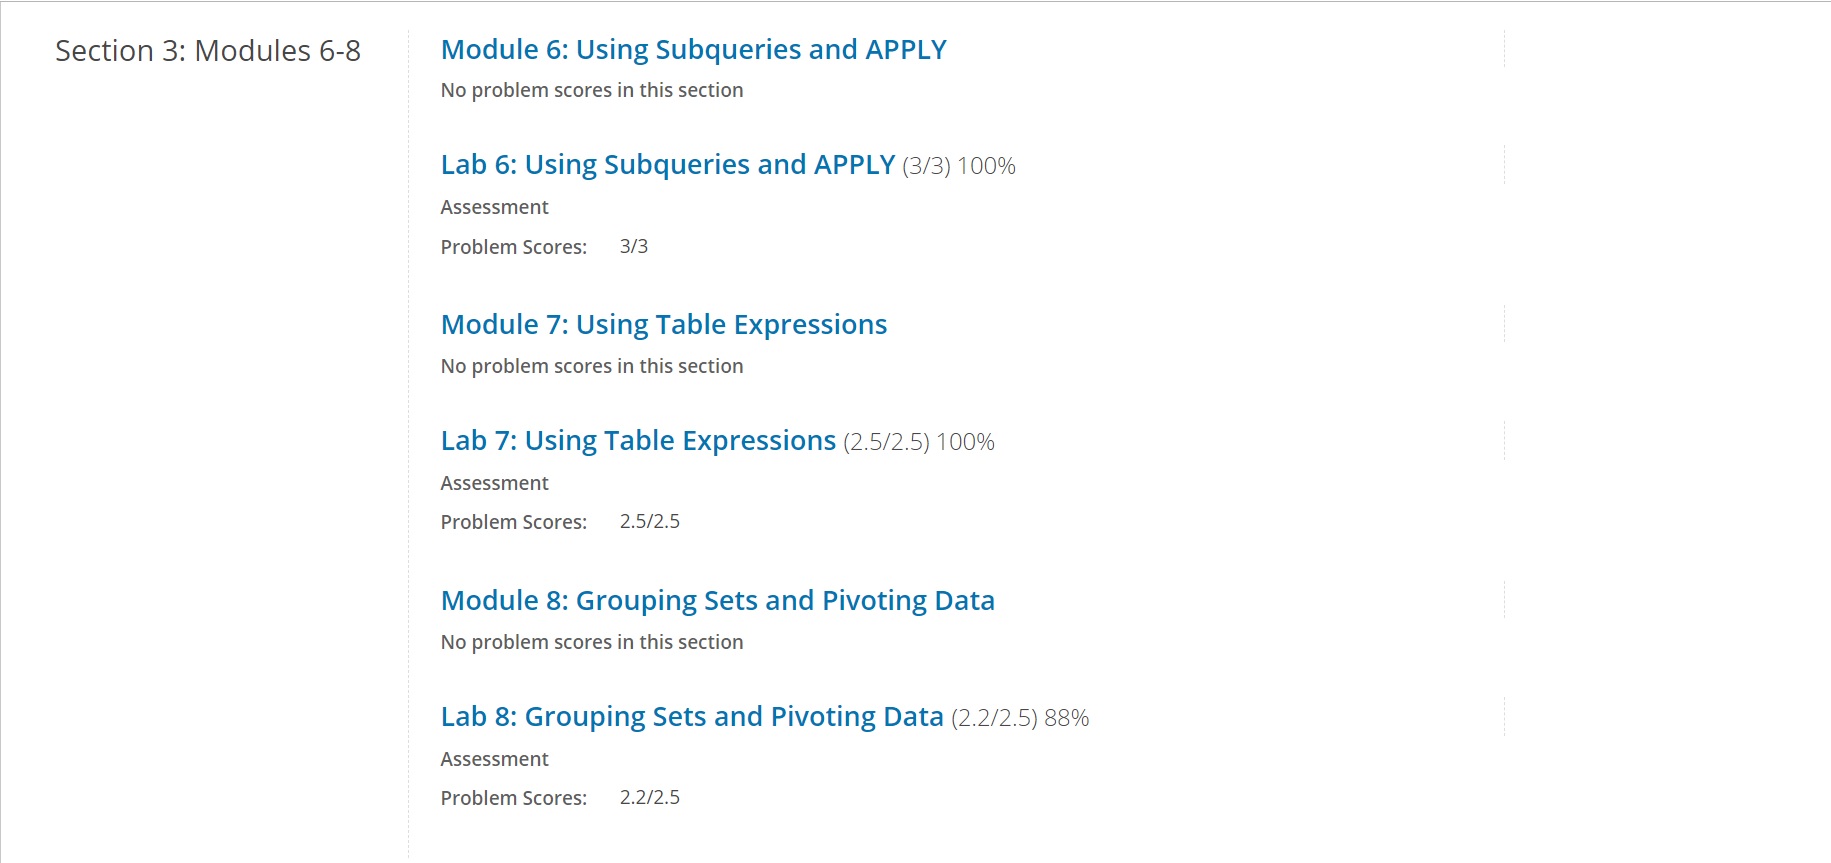 Section 3: Modules 6-8
Module 6: Using Subqueries and APPLY
No problem scores in this section
Lab 6: Using Subqueries and APPLY (3/3) 100%
Assessment
Problem Scores: 3/3
Module 7: Using Table Expressions
No problem scores in this section
Lab 7: Using Table Expressions (2.5/2.5) 100%
Assessment
Problem Scores: 2.5/2.5
Module 8: Grouping Sets and Pivoting Data
No problem scores in this section
Lab 8: Grouping Sets and Pivoting Data (2.2/2.5) 88%
Assessment
Problem Scores: 2.2/2.5